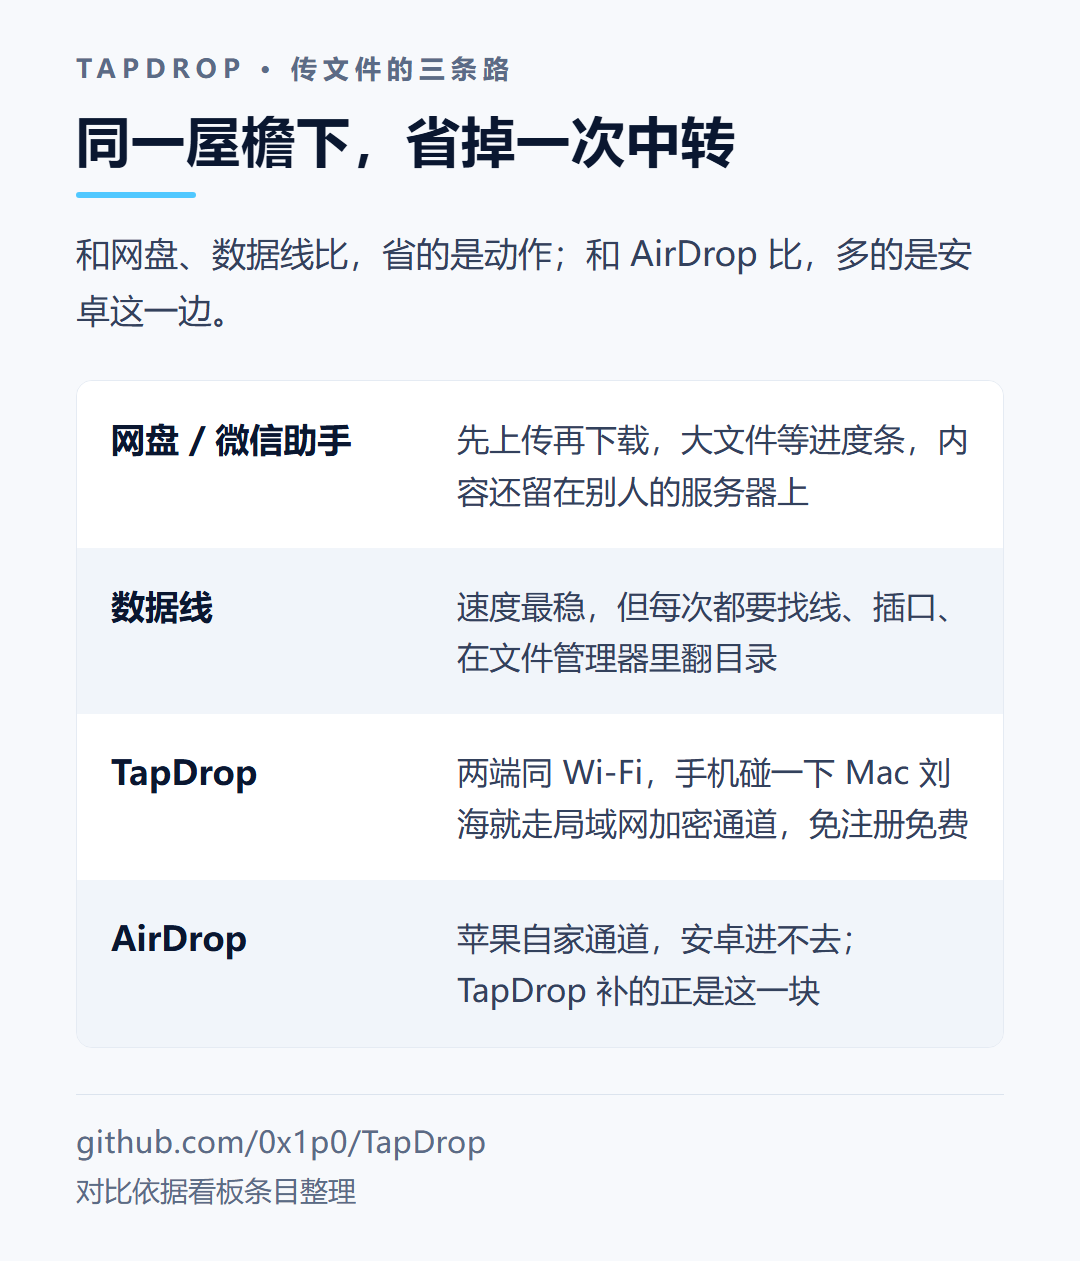 TAPDROP • 传文件的三条路
同一屋檐下，省掉一次中转
和网盘、数据线比，省的是动作；和 AirDrop 比，多的是安
卓这一边。
网盘 / 微信助手
先上传再下载，大文件等进度条，内
容还留在别人的服务器上
数据线
速度最稳，但每次都要找线、插口、
在文件管理器里翻目录
TapDrop
两端同 Wi-Fi，手机碰一下 Mac 刘
海就走局域网加密通道，免注册免费
AirDrop
苹果自家通道，安卓进不去；
TapDrop 补的正是这一块
github.com/0x1p0/TapDrop
对比依据看板条目整理